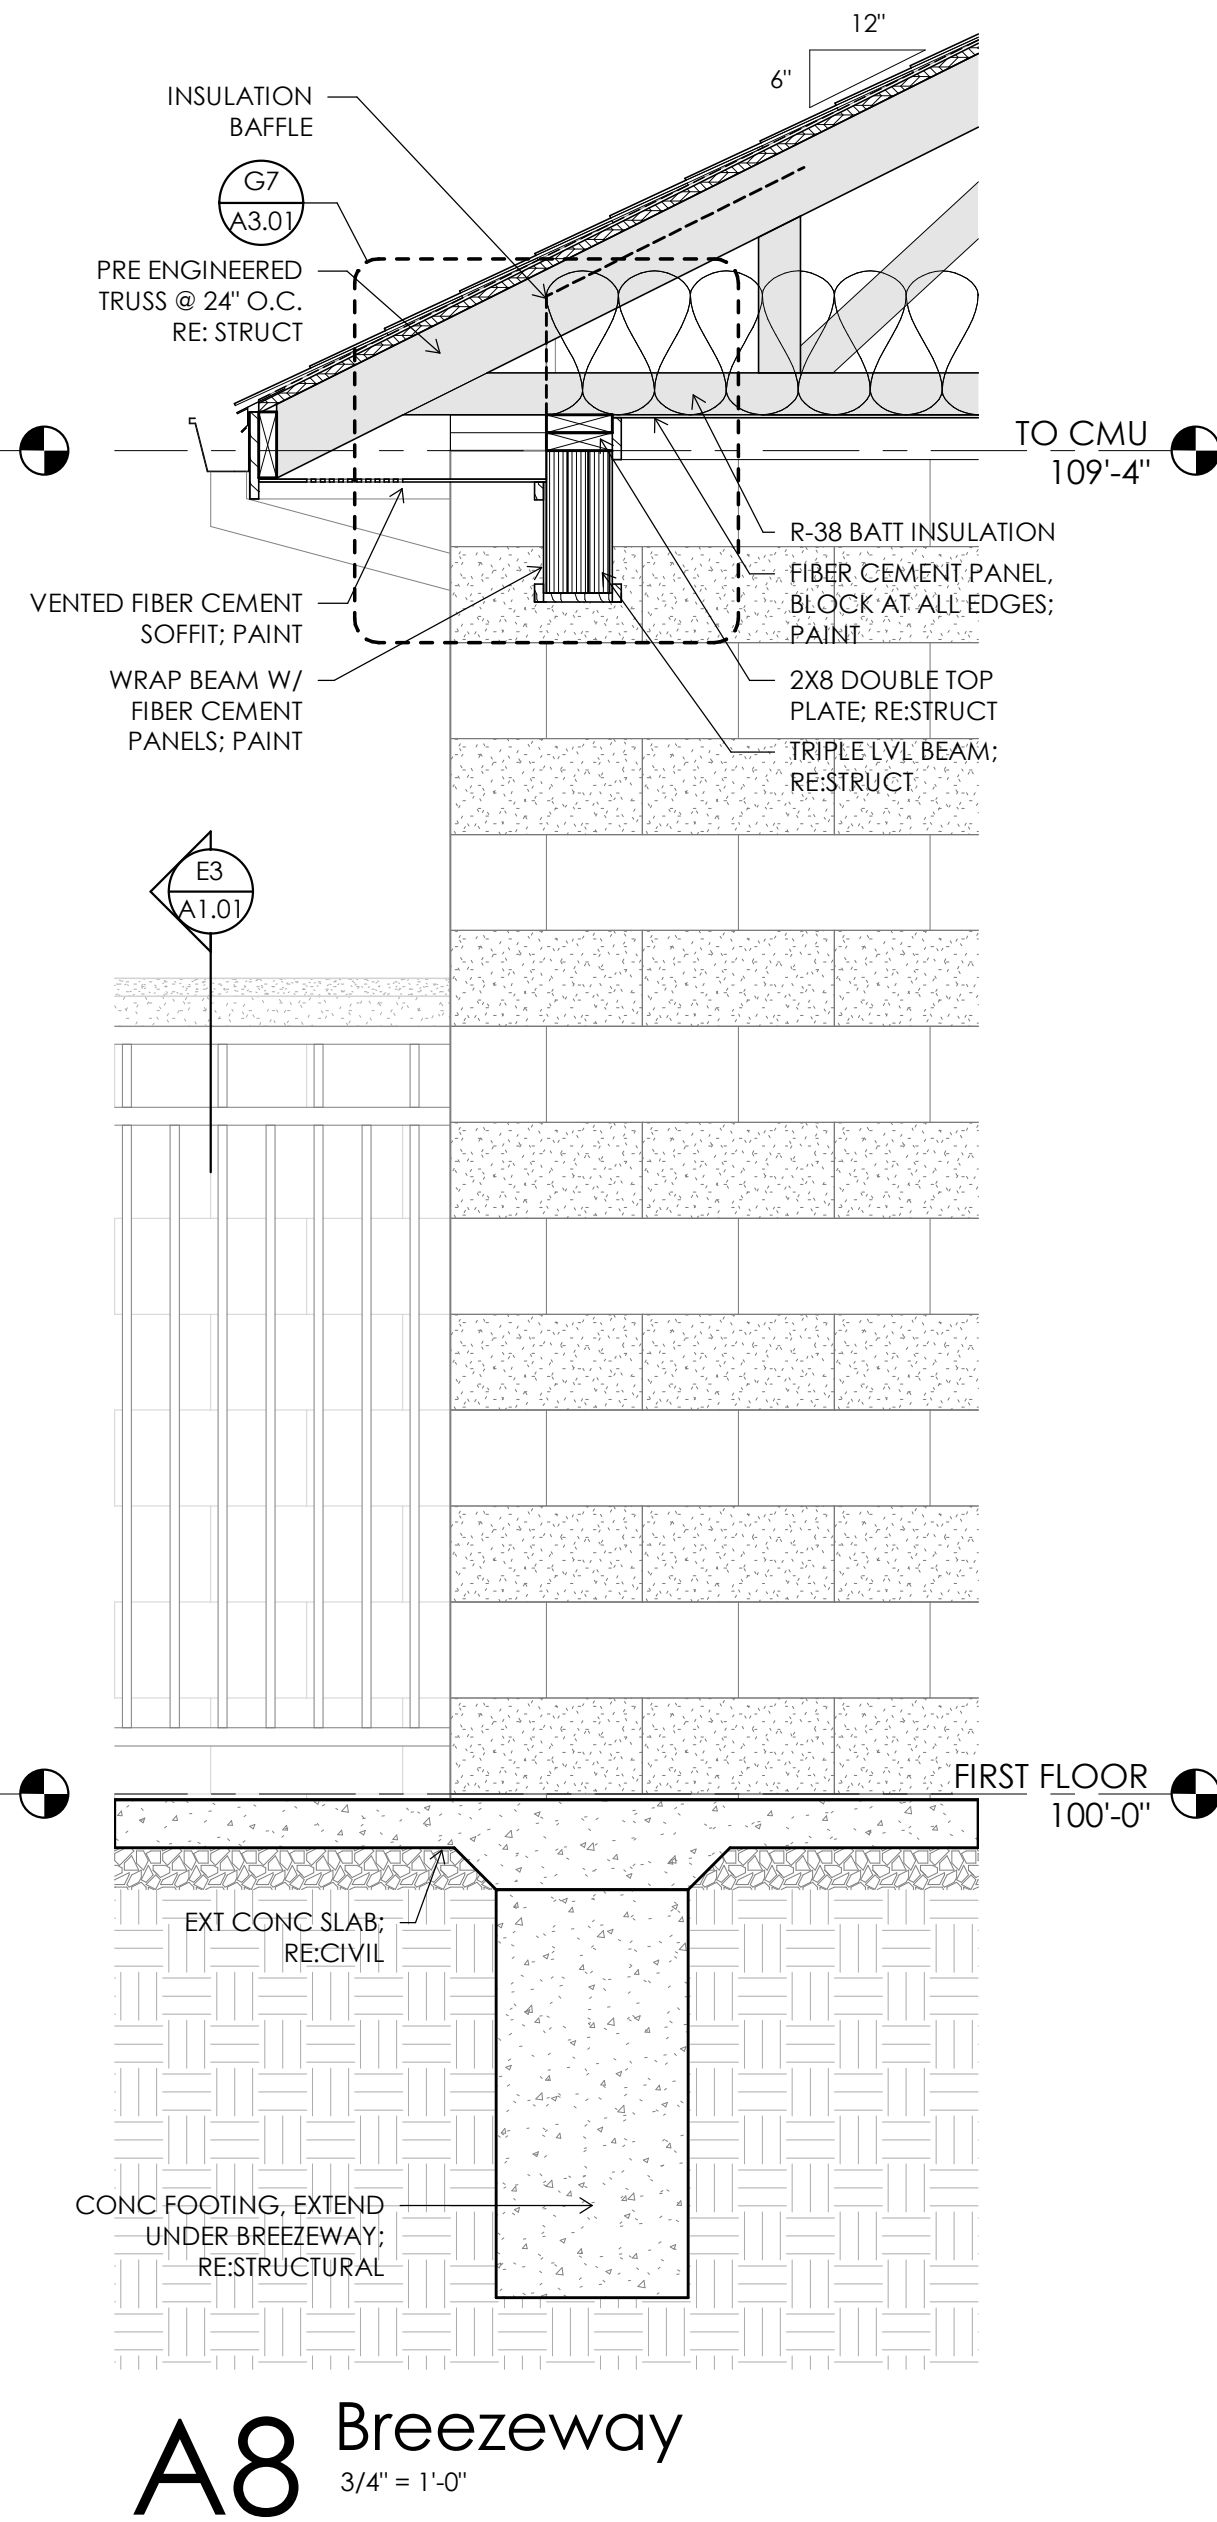 12"
6"
INSULATION
BAFFLE
G7
A3.01
PRE ENGINEERED
TRUSS @ 24" O.C.
RE: STRUCT
TO CMU
109'-4"
R-38 BATT INSULATION
FIBER CEMENT PANEL,
BLOCK AT ALL EDGES;
PAINT
VENTED FIBER CEMENT
SOFFIT; PAINT
WRAP BEAM W/
FIBER CEMENT
PANELS; PAINT
2X8 DOUBLE TOP
PLATE; RE:STRUCT
TRIPLE LVL BEAM;
RE:STRUCT
E3
A1.01
FIRST FLOOR
100'-0"
EXT CONC SLAB;
RE:CIVIL
CONC FOOTING, EXTEND
UNDER BREEZEWAY;
RE:STRUCTURAL
A8
Breezeway
3/4" = 1'-0"